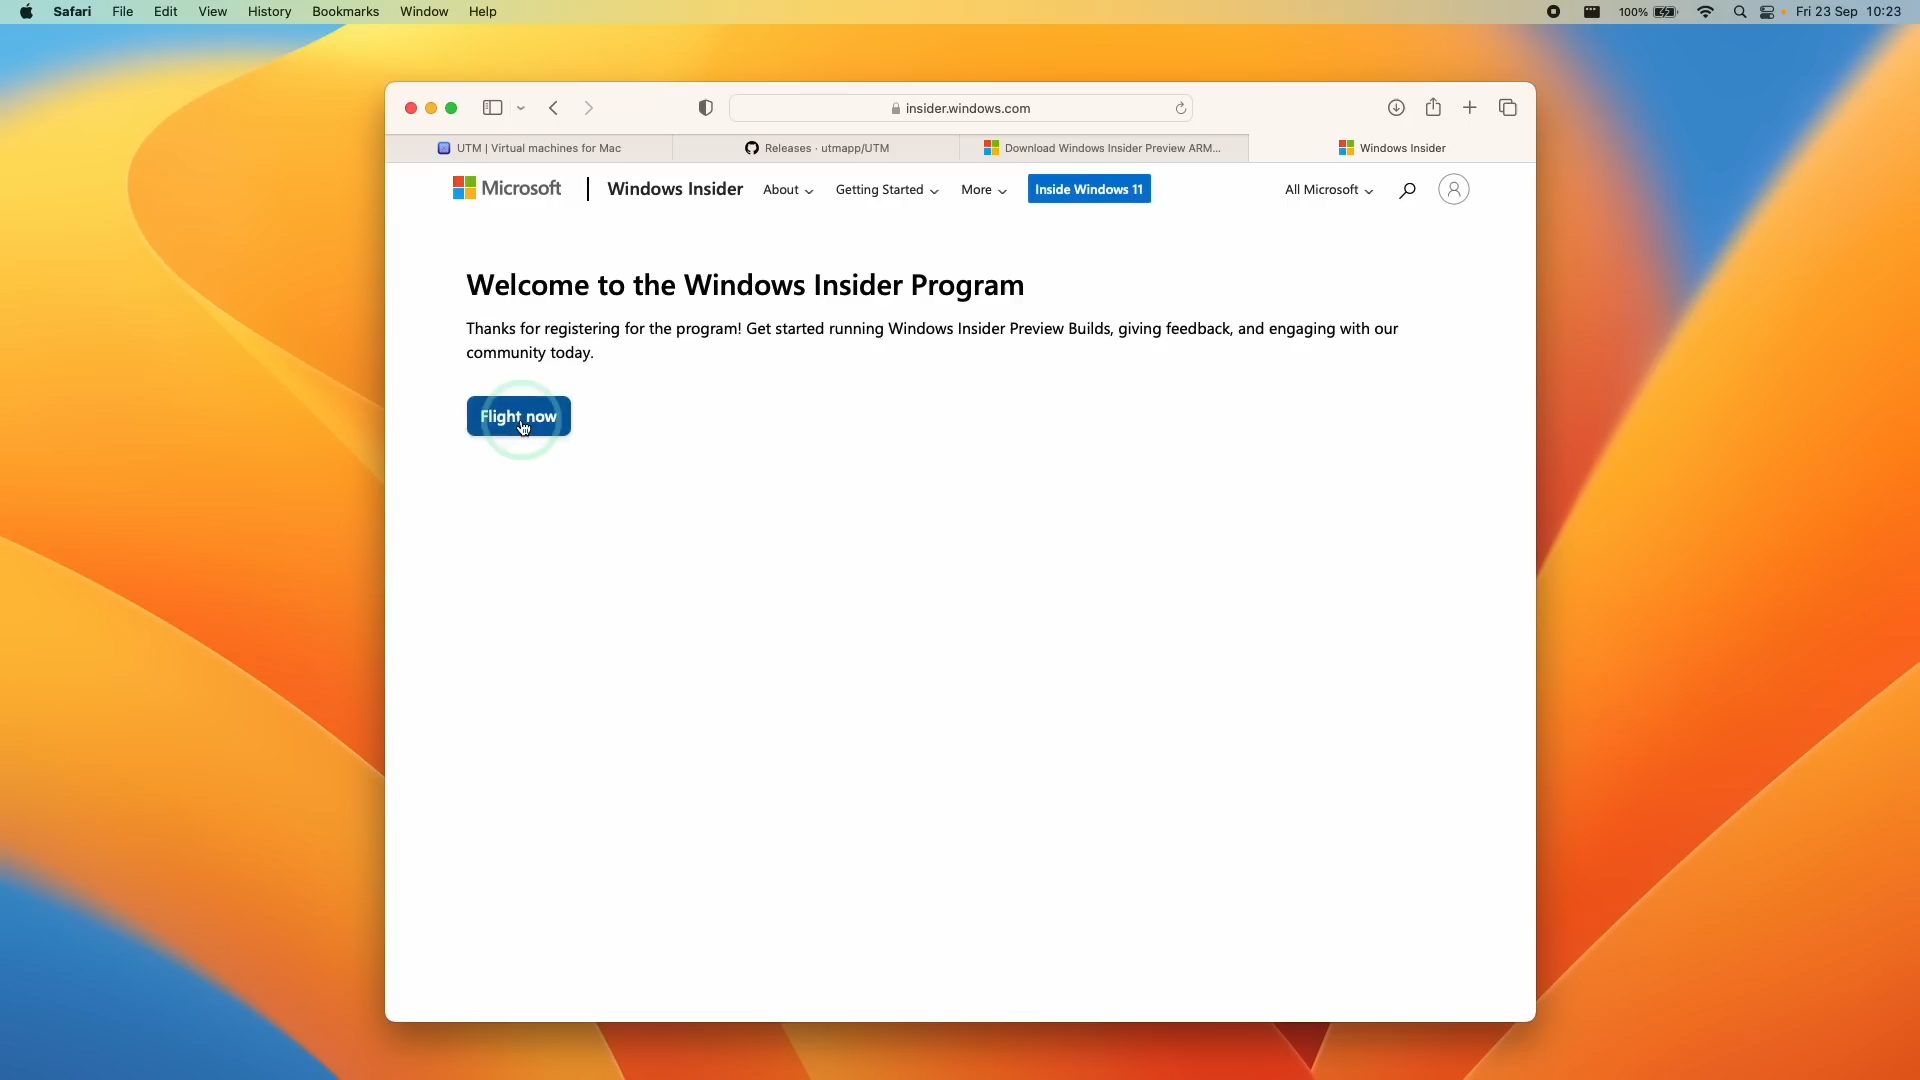 Safari File Edit View History Bookmarks Window Help 100% Fri 23 Sep 10:23
insider.windows.com
UTM | Virtual machines for Mac Releases · utmapp/UTM Download Windows Insider Preview ARM... Windows Insider
Microsoft Windows Insider About Getting Started More Inside Windows 11 All Microsoft
Welcome to the Windows Insider Program
Thanks for registering for the program! Get started running Windows Insider Preview Builds, giving feedback, and engaging with our
community today.
Flight now